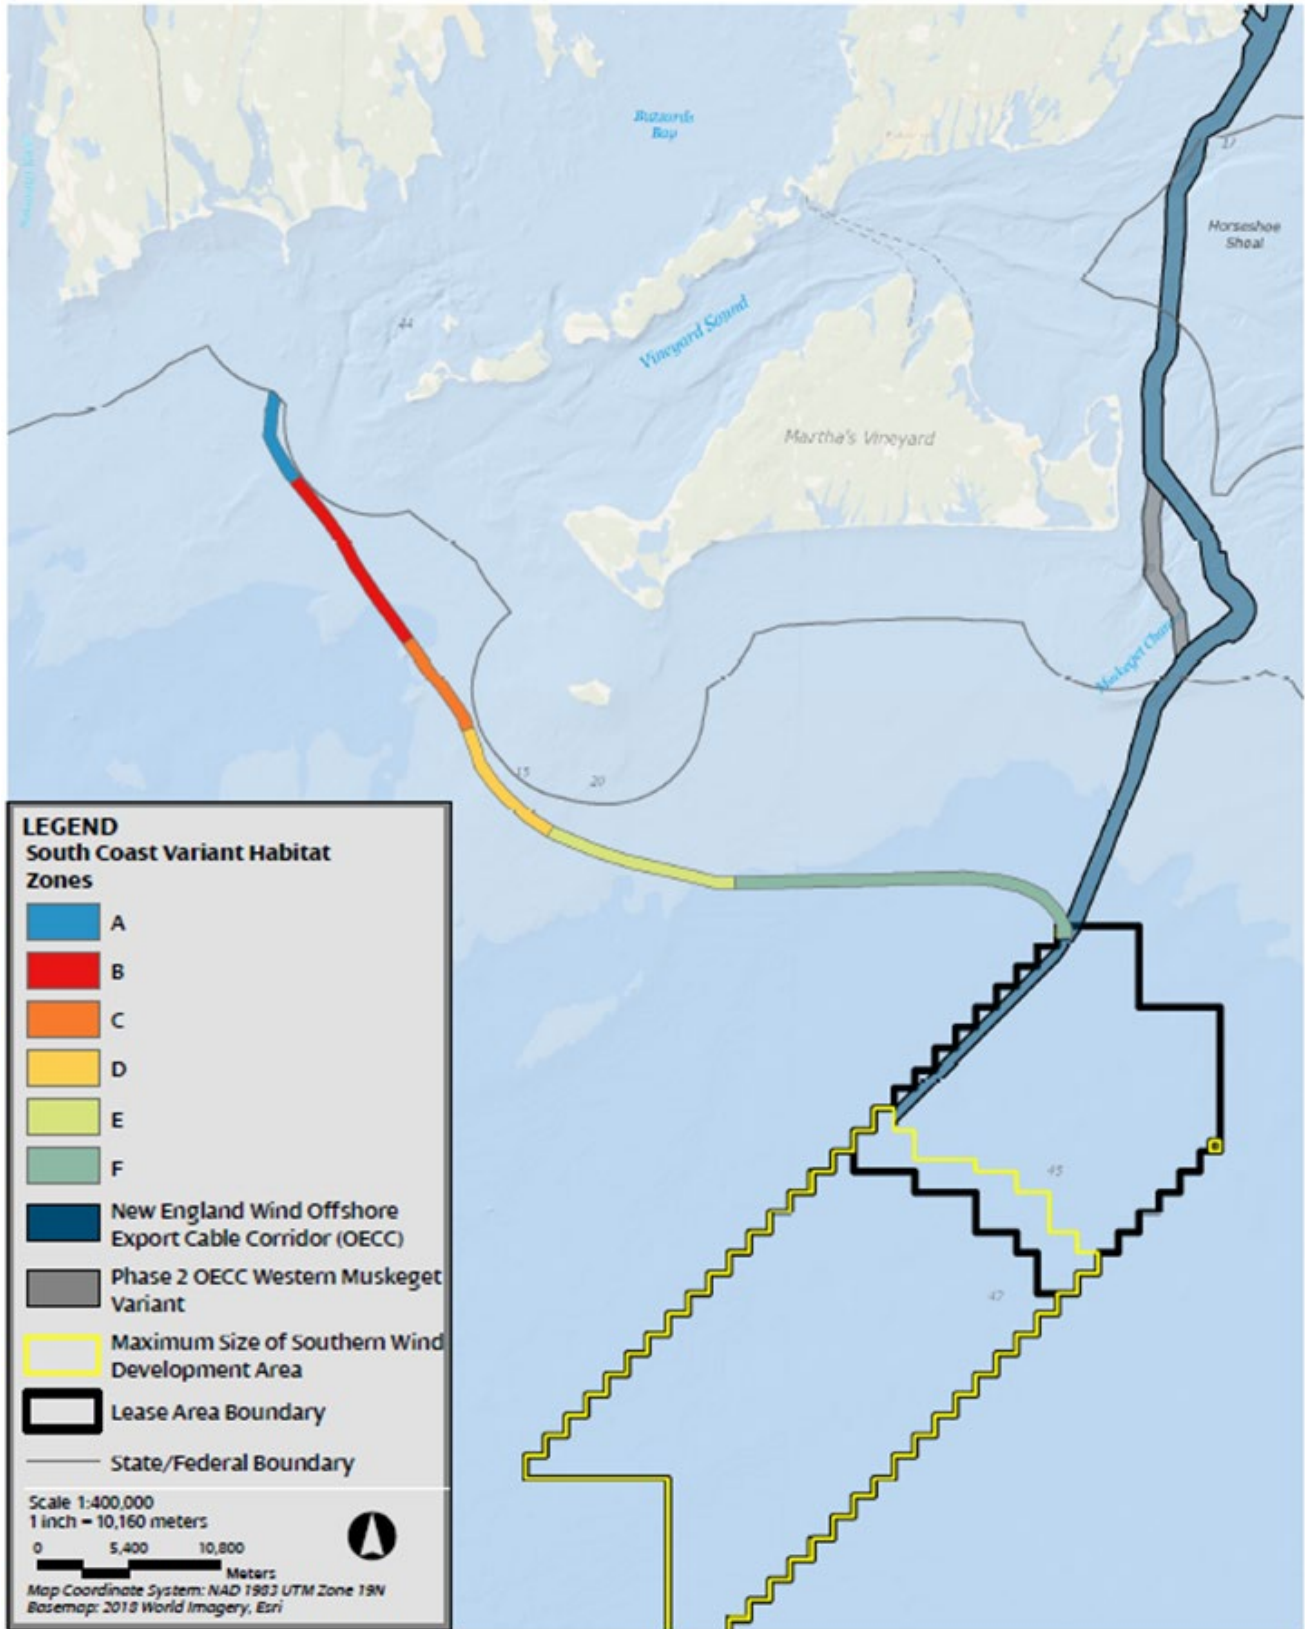 Buzzards
Bay
17
Horseshoe
Shoal
44
Vineyard Sound
Martha's Vineyard
15
20
45
47
LEGEND
South Coast Variant Habitat
Zones
A
B
C
D
E
F
New England Wind Offshore
Export Cable Corridor (OECC)
Phase 2 OECC Western Muskeget
Variant
Maximum Size of Southern Wind
Development Area
Lease Area Boundary
State/Federal Boundary
Scale 1:400,000
1 inch = 10,160 meters
0 5,400 10,800
Meters
Map Coordinate System: NAD 1983 UTM Zone 19N
Basemap: 2018 World Imagery, Esri